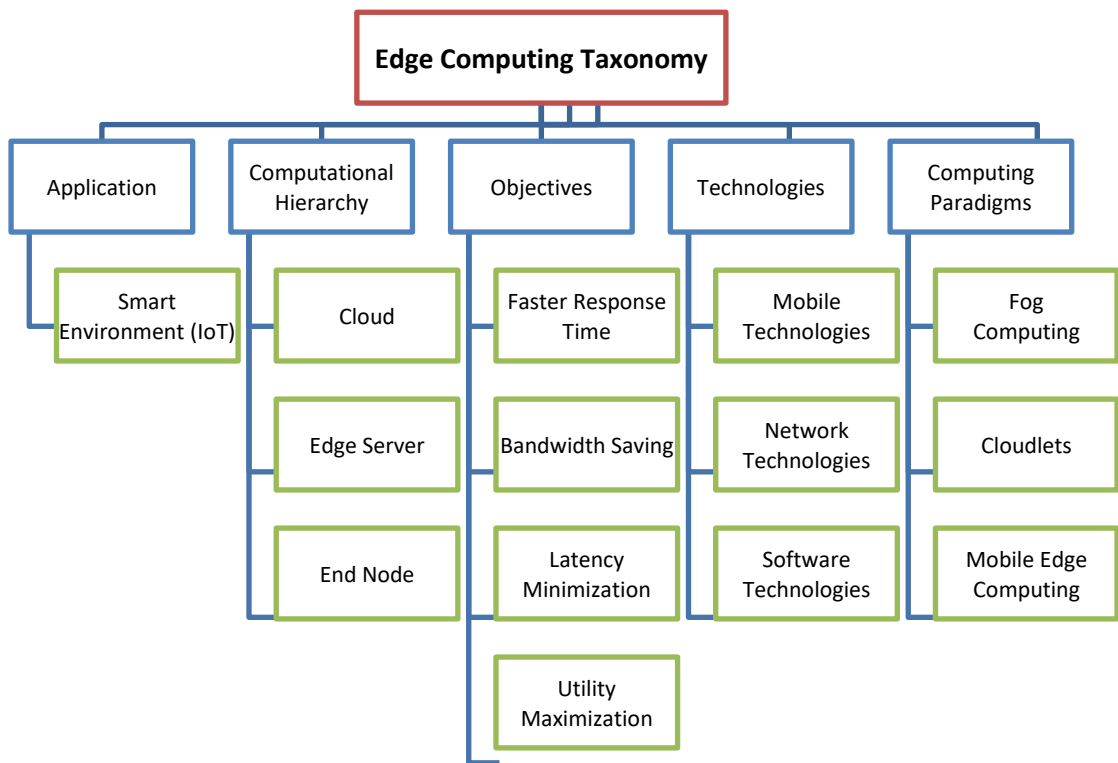 Edge Computing Taxonomy
Application
Computational
Hierarchy
Objectives
Technologies
Computing
Paradigms
Smart
Environment (IoT)
Cloud
Faster Response
Time
Mobile
Technologies
Fog
Computing
Edge Server
Bandwidth Saving
Network
Technologies
Cloudlets
End Node
Latency
Minimization
Software
Technologies
Mobile Edge
Computing
Utility
Maximization